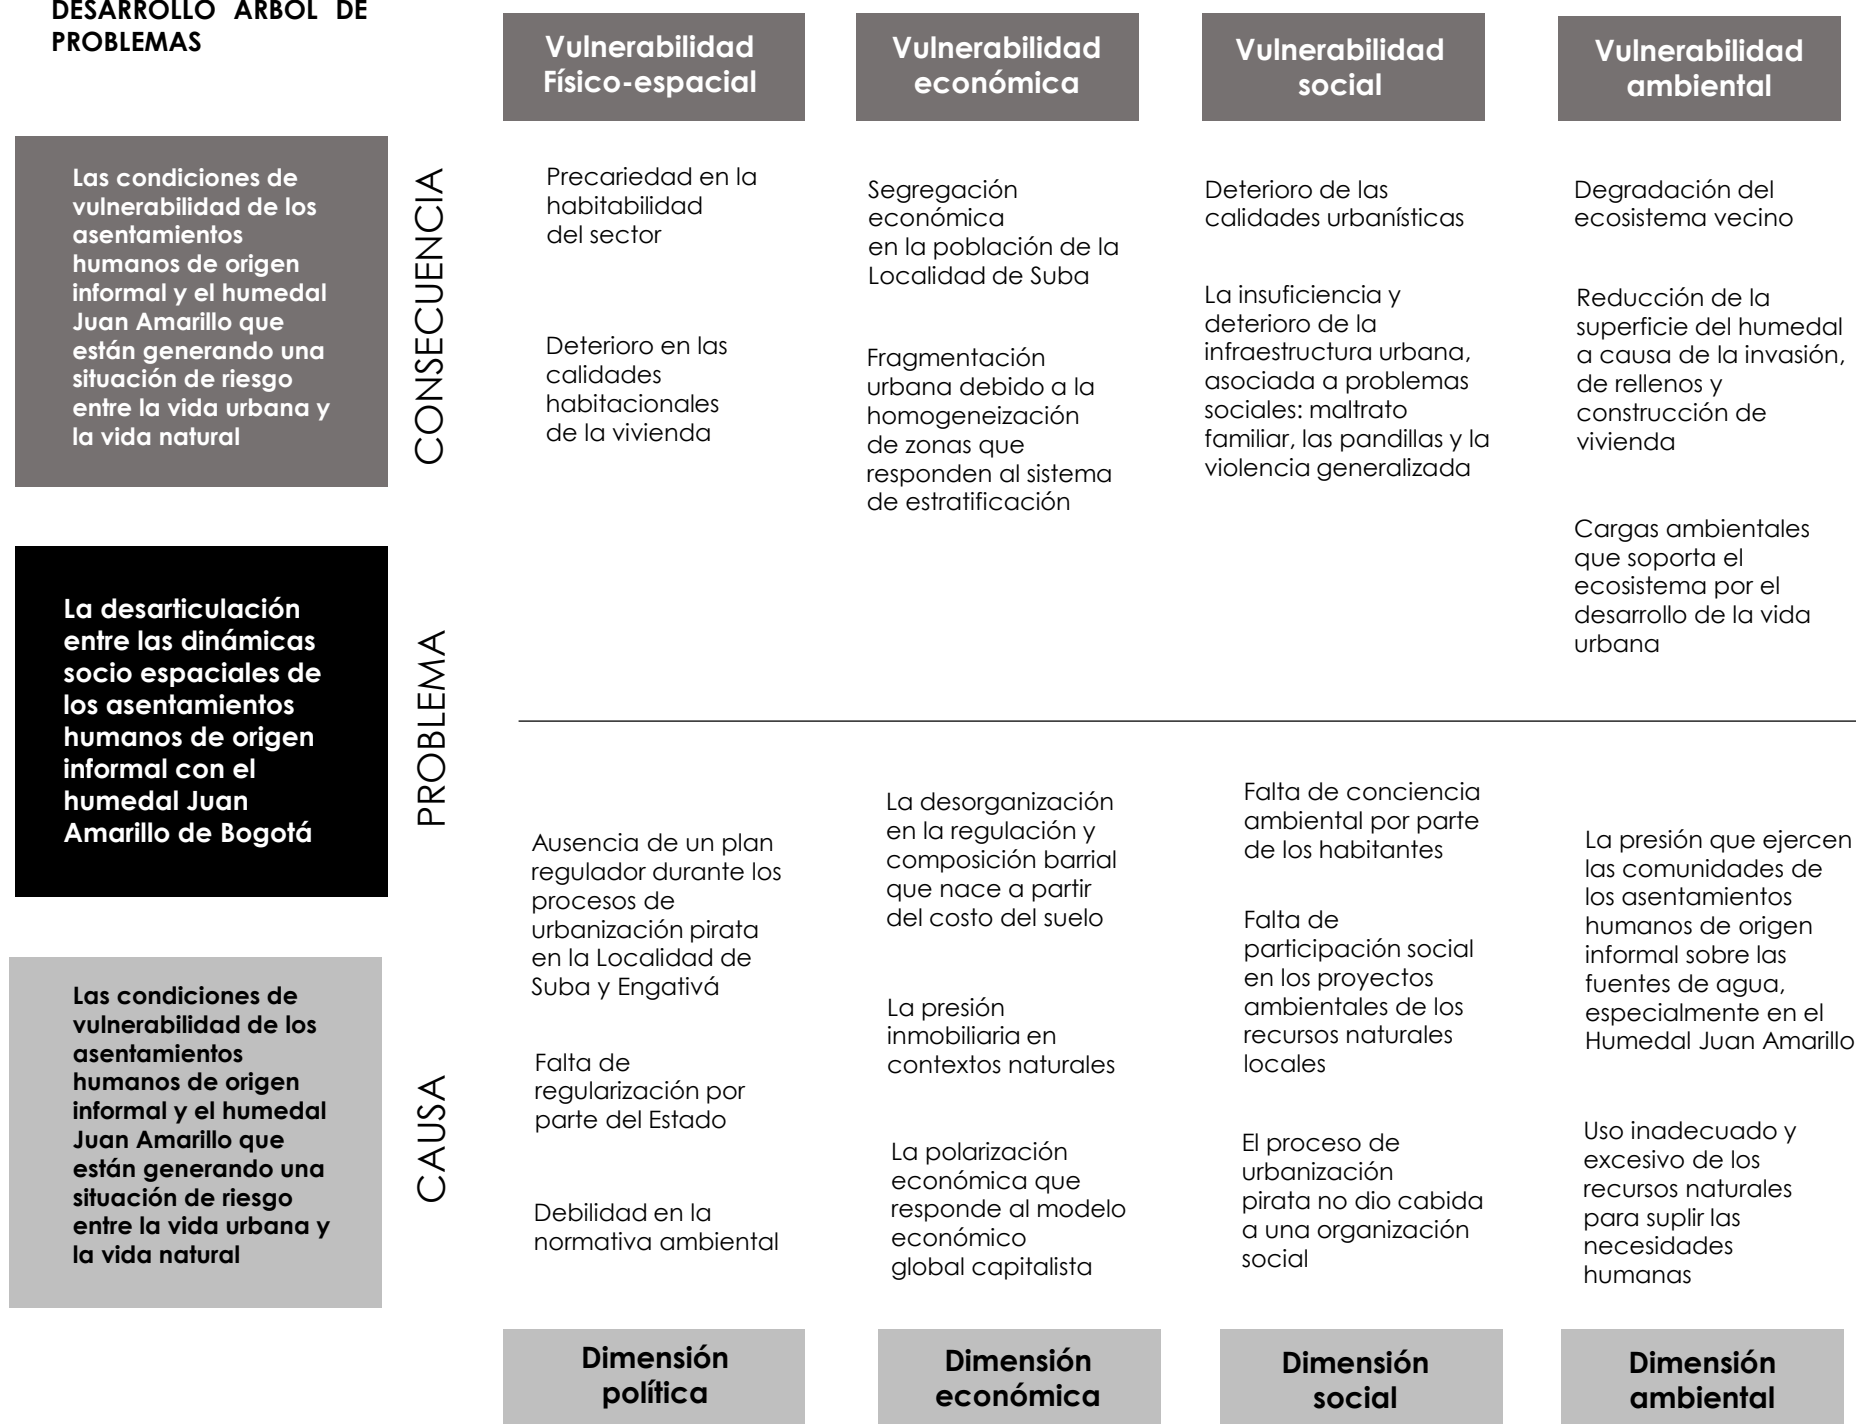 DESARROLLO ARBOL DE
PROBLEMAS
Vulnerabilidad
Físico-espacial
Vulnerabilidad
económica
Vulnerabilidad
social
Vulnerabilidad
ambiental
Las condiciones de
vulnerabilidad de los
asentamientos
humanos de origen
informal y el humedal
Juan Amarillo que
están generando una
situación de riesgo
entre la vida urbana y
la vida natural
CONSECUENCIA
Precariedad en la
habitabilidad
del sector
Deterioro en las
calidades
habitacionales
de la vivienda
Segregación
económica
en la población de la
Localidad de Suba
Fragmentación
urbana debido a la
homogeneización
de zonas que
responden al sistema
de estratificación
Deterioro de las
calidades urbanísticas
La insuficiencia y
deterioro de la
infraestructura urbana,
asociada a problemas
sociales: maltrato
familiar, las pandillas y la
violencia generalizada
Degradación del
ecosistema vecino
Reducción de la
superficie del humedal
a causa de la invasión,
de rellenos y
construcción de
vivienda
Cargas ambientales
que soporta el
ecosistema por el
desarrollo de la vida
urbana
La desarticulación
entre las dinámicas
socio espaciales de
los asentamientos
humanos de origen
informal con el
humedal Juan
Amarillo de Bogotá
PROBLEMA
Las condiciones de
vulnerabilidad de los
asentamientos
humanos de origen
informal y el humedal
Juan Amarillo que
están generando una
situación de riesgo
entre la vida urbana y
la vida natural
CAUSA
Ausencia de un plan
regulador durante los
procesos de
urbanización pirata
en la Localidad de
Suba y Engativá
Falta de
regularización por
parte del Estado
Debilidad en la
normativa ambiental
La desorganización
en la regulación y
composición barrial
que nace a partir
del costo del suelo
La presión
inmobiliaria en
contextos naturales
La polarización
económica que
responde al modelo
económico
global capitalista
Falta de conciencia
ambiental por parte
de los habitantes
Falta de
participación social
en los proyectos
ambientales de los
recursos naturales
locales
El proceso de
urbanización
pirata no dio cabida
a una organización
social
La presión que ejercen
las comunidades de
los asentamientos
humanos de origen
informal sobre las
fuentes de agua,
especialmente en el
Humedal Juan Amarillo
Uso inadecuado y
excesivo de los
recursos naturales
para suplir las
necesidades
humanas
Dimensión
política
Dimensión
económica
Dimensión
social
Dimensión
ambiental